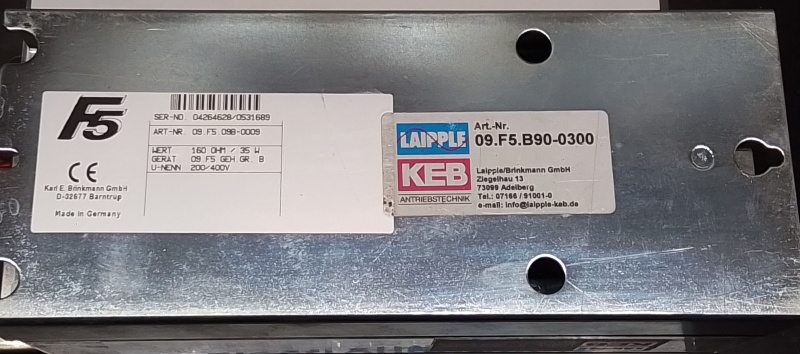 F5
CE
Karl E. Brinkmann GmbH
D-32677 Barntrup
Made in Germany
SER-NO 04264628/0531689
ART-NR. 09.F5.09B-0009
WERT 160 OHM / 35 W
GERÄT 09.F5 GEH GR. B
U-NENN 200/400V
LAIPPLE
KEB
ANTRIEBSTECHNIK
Art.-Nr.
09.F5.B90-0300
Laipple/Brinkmann GmbH
Ziegelhau 13
73099 Adelberg
Tel.: 07166 / 91001-0
e-mail: info@laipple-keb.de